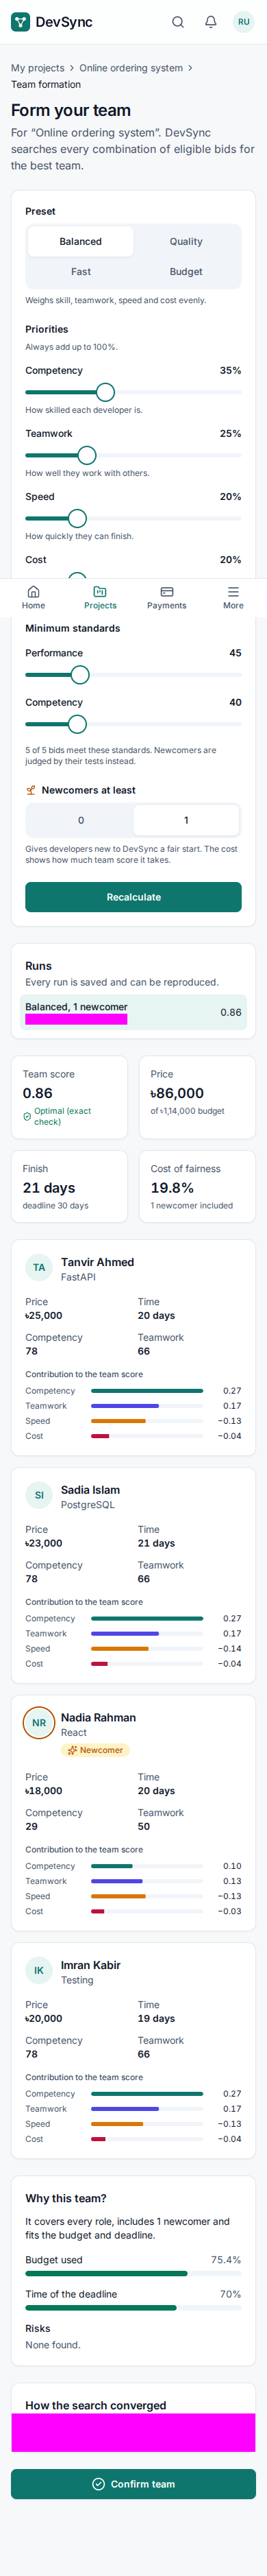 DevSync
RU
My projects > Online ordering system >
Team formation
Form your team
For “Online ordering system”. DevSync
searches every combination of eligible bids for
the best team.
Preset
Balanced Quality
Fast Budget
Weighs skill, teamwork, speed and cost evenly.
Priorities
Always add up to 100%.
Competency 35%
How skilled each developer is.
Teamwork 25%
How well they work with others.
Speed 20%
How quickly they can finish.
Cost 20%
Home Projects Payments More
Minimum standards
Performance 45
Competency 40
5 of 5 bids meet these standards. Newcomers are
judged by their tests instead.
Newcomers at least
0 1
Gives developers new to DevSync a fair start. The cost
shows how much team score it takes.
Recalculate
Runs
Every run is saved and can be reproduced.
Balanced, 1 newcomer
0.86
Team score Price
0.86 ৳86,000
Optimal (exact
check)
of ৳1,14,000 budget
Finish Cost of fairness
21 days 19.8%
deadline 30 days 1 newcomer included
TA
Tanvir Ahmed
FastAPI
Price Time
৳25,000 20 days
Competency Teamwork
78 66
Contribution to the team score
Competency 0.27
Teamwork 0.17
Speed −0.13
Cost −0.04
SI
Sadia Islam
PostgreSQL
Price Time
৳23,000 21 days
Competency Teamwork
78 66
Contribution to the team score
Competency 0.27
Teamwork 0.17
Speed −0.14
Cost −0.04
NR
Nadia Rahman
React
Newcomer
Price Time
৳18,000 20 days
Competency Teamwork
29 50
Contribution to the team score
Competency 0.10
Teamwork 0.13
Speed −0.13
Cost −0.03
IK
Imran Kabir
Testing
Price Time
৳20,000 19 days
Competency Teamwork
78 66
Contribution to the team score
Competency 0.27
Teamwork 0.17
Speed −0.13
Cost −0.04
Why this team?
It covers every role, includes 1 newcomer and
fits the budget and deadline.
Budget used 75.4%
Time of the deadline 70%
Risks
None found.
How the search converged
Confirm team